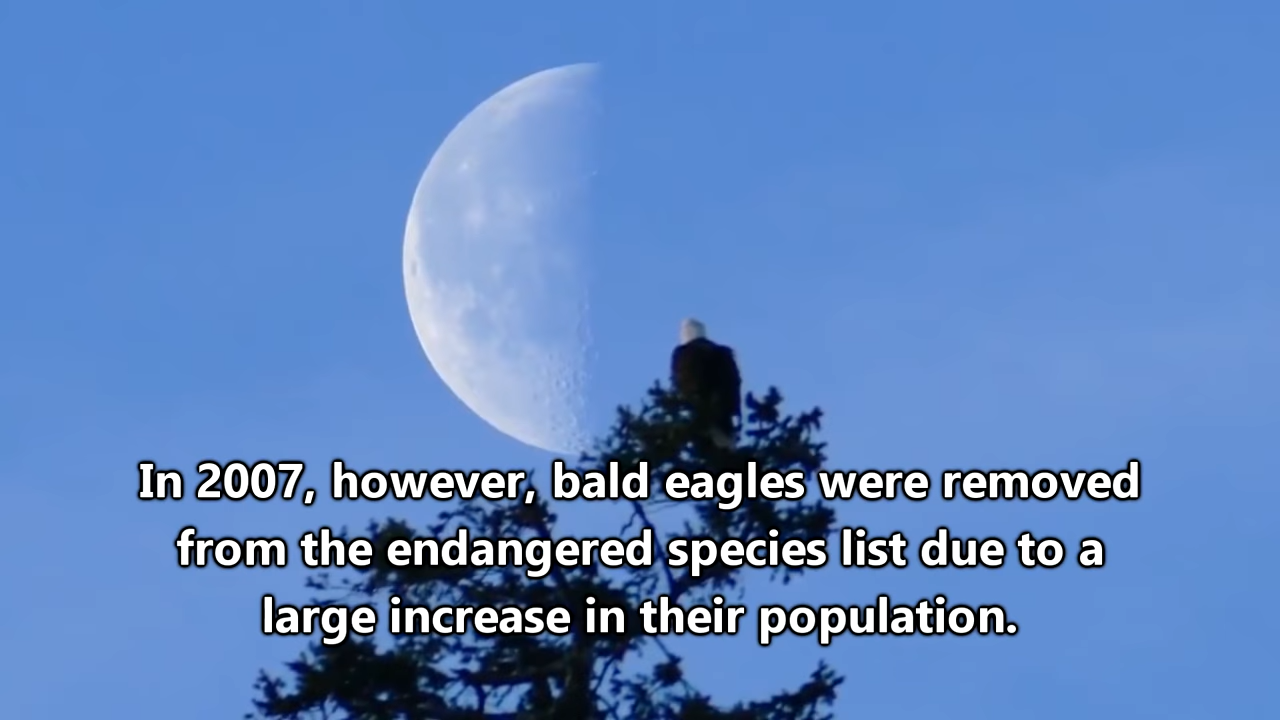 In 2007, however, bald eagles were removed
from the endangered species list due to a
large increase in their population.